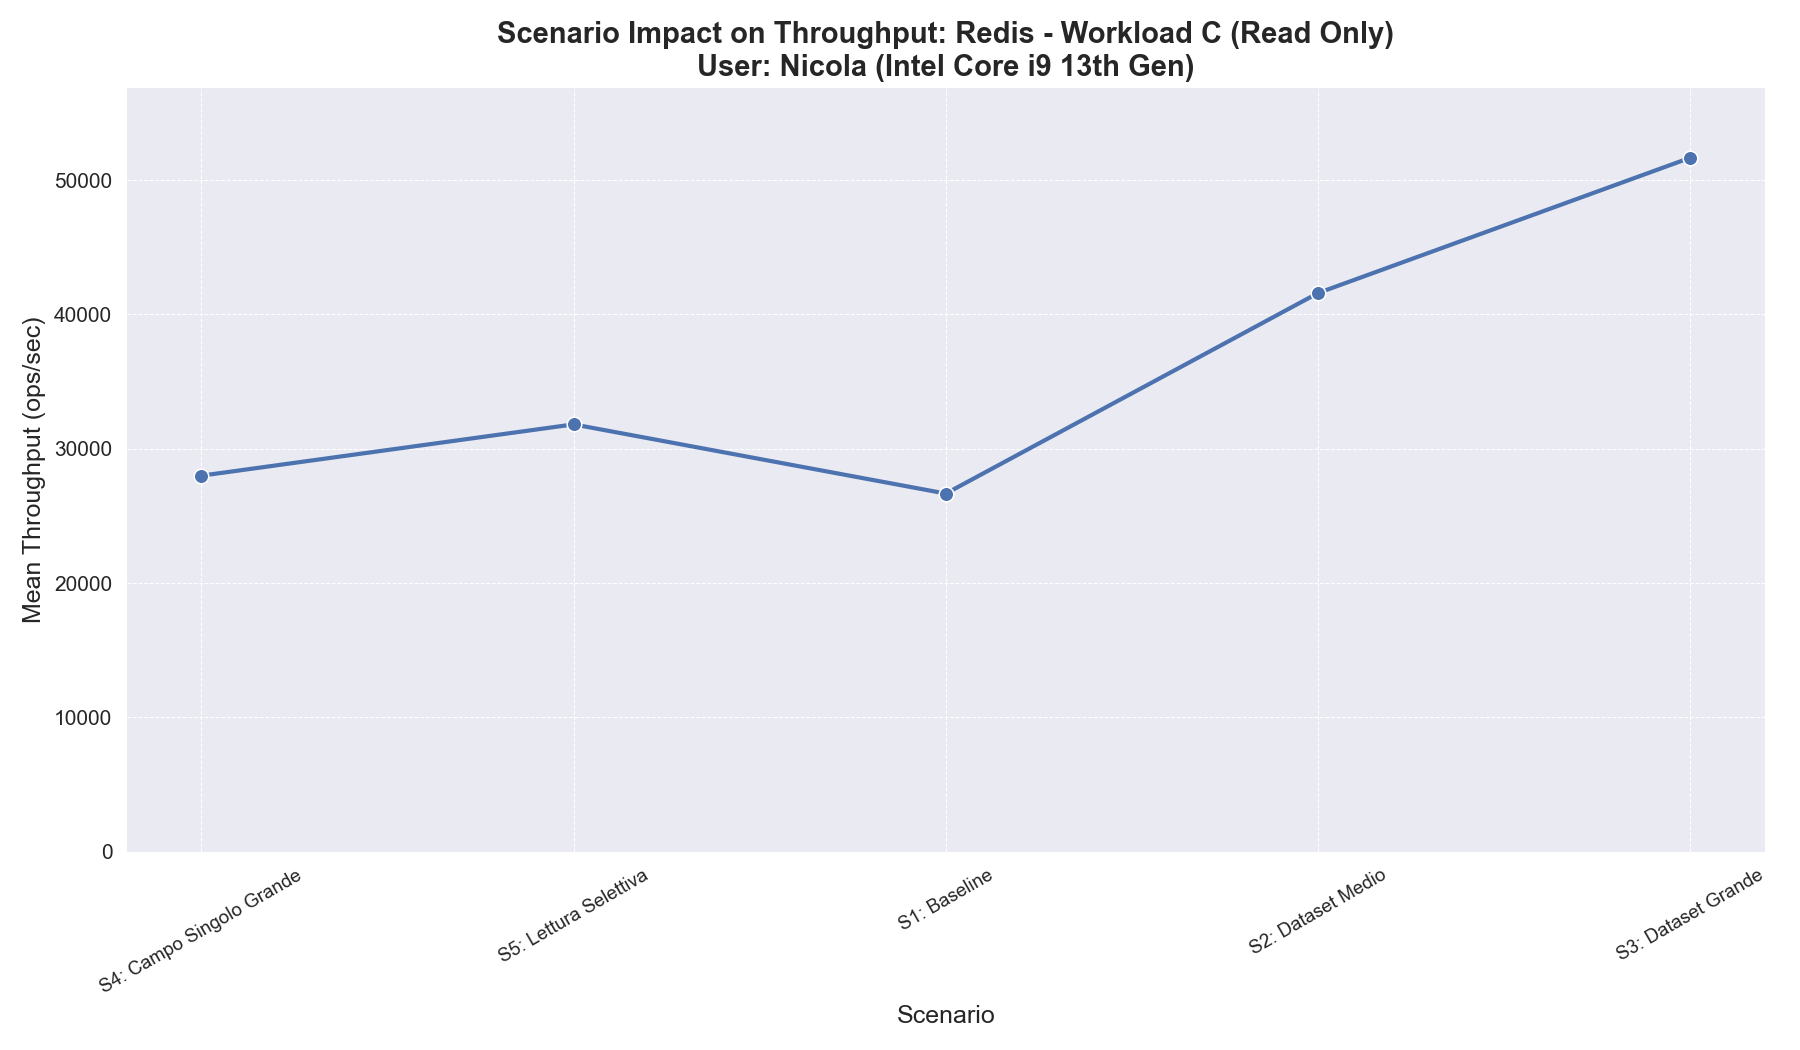 Scenario Impact on Throughput: Redis - Workload C (Read Only)
User: Nicola (Intel Core i9 13th Gen)
Mean Throughput (ops/sec)
50000
40000
30000
20000
10000
0
S4: Campo Singolo Grande
S5: Lettura Selettiva
S1: Baseline
S2: Dataset Medio
S3: Dataset Grande
Scenario